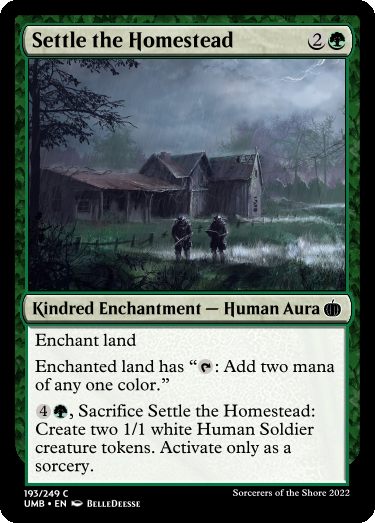 Settle the Homestead 2
Kindred Enchantment — Human Aura
Enchant land
Enchanted land has “: Add two mana
of any one color.”
4, Sacrifice Settle the Homestead:
Create two 1/1 white Human Soldier
creature tokens. Activate only as a
sorcery.
193/249 C
Sorcerers of the Shore 2022
UMB • EN BelleDeesse